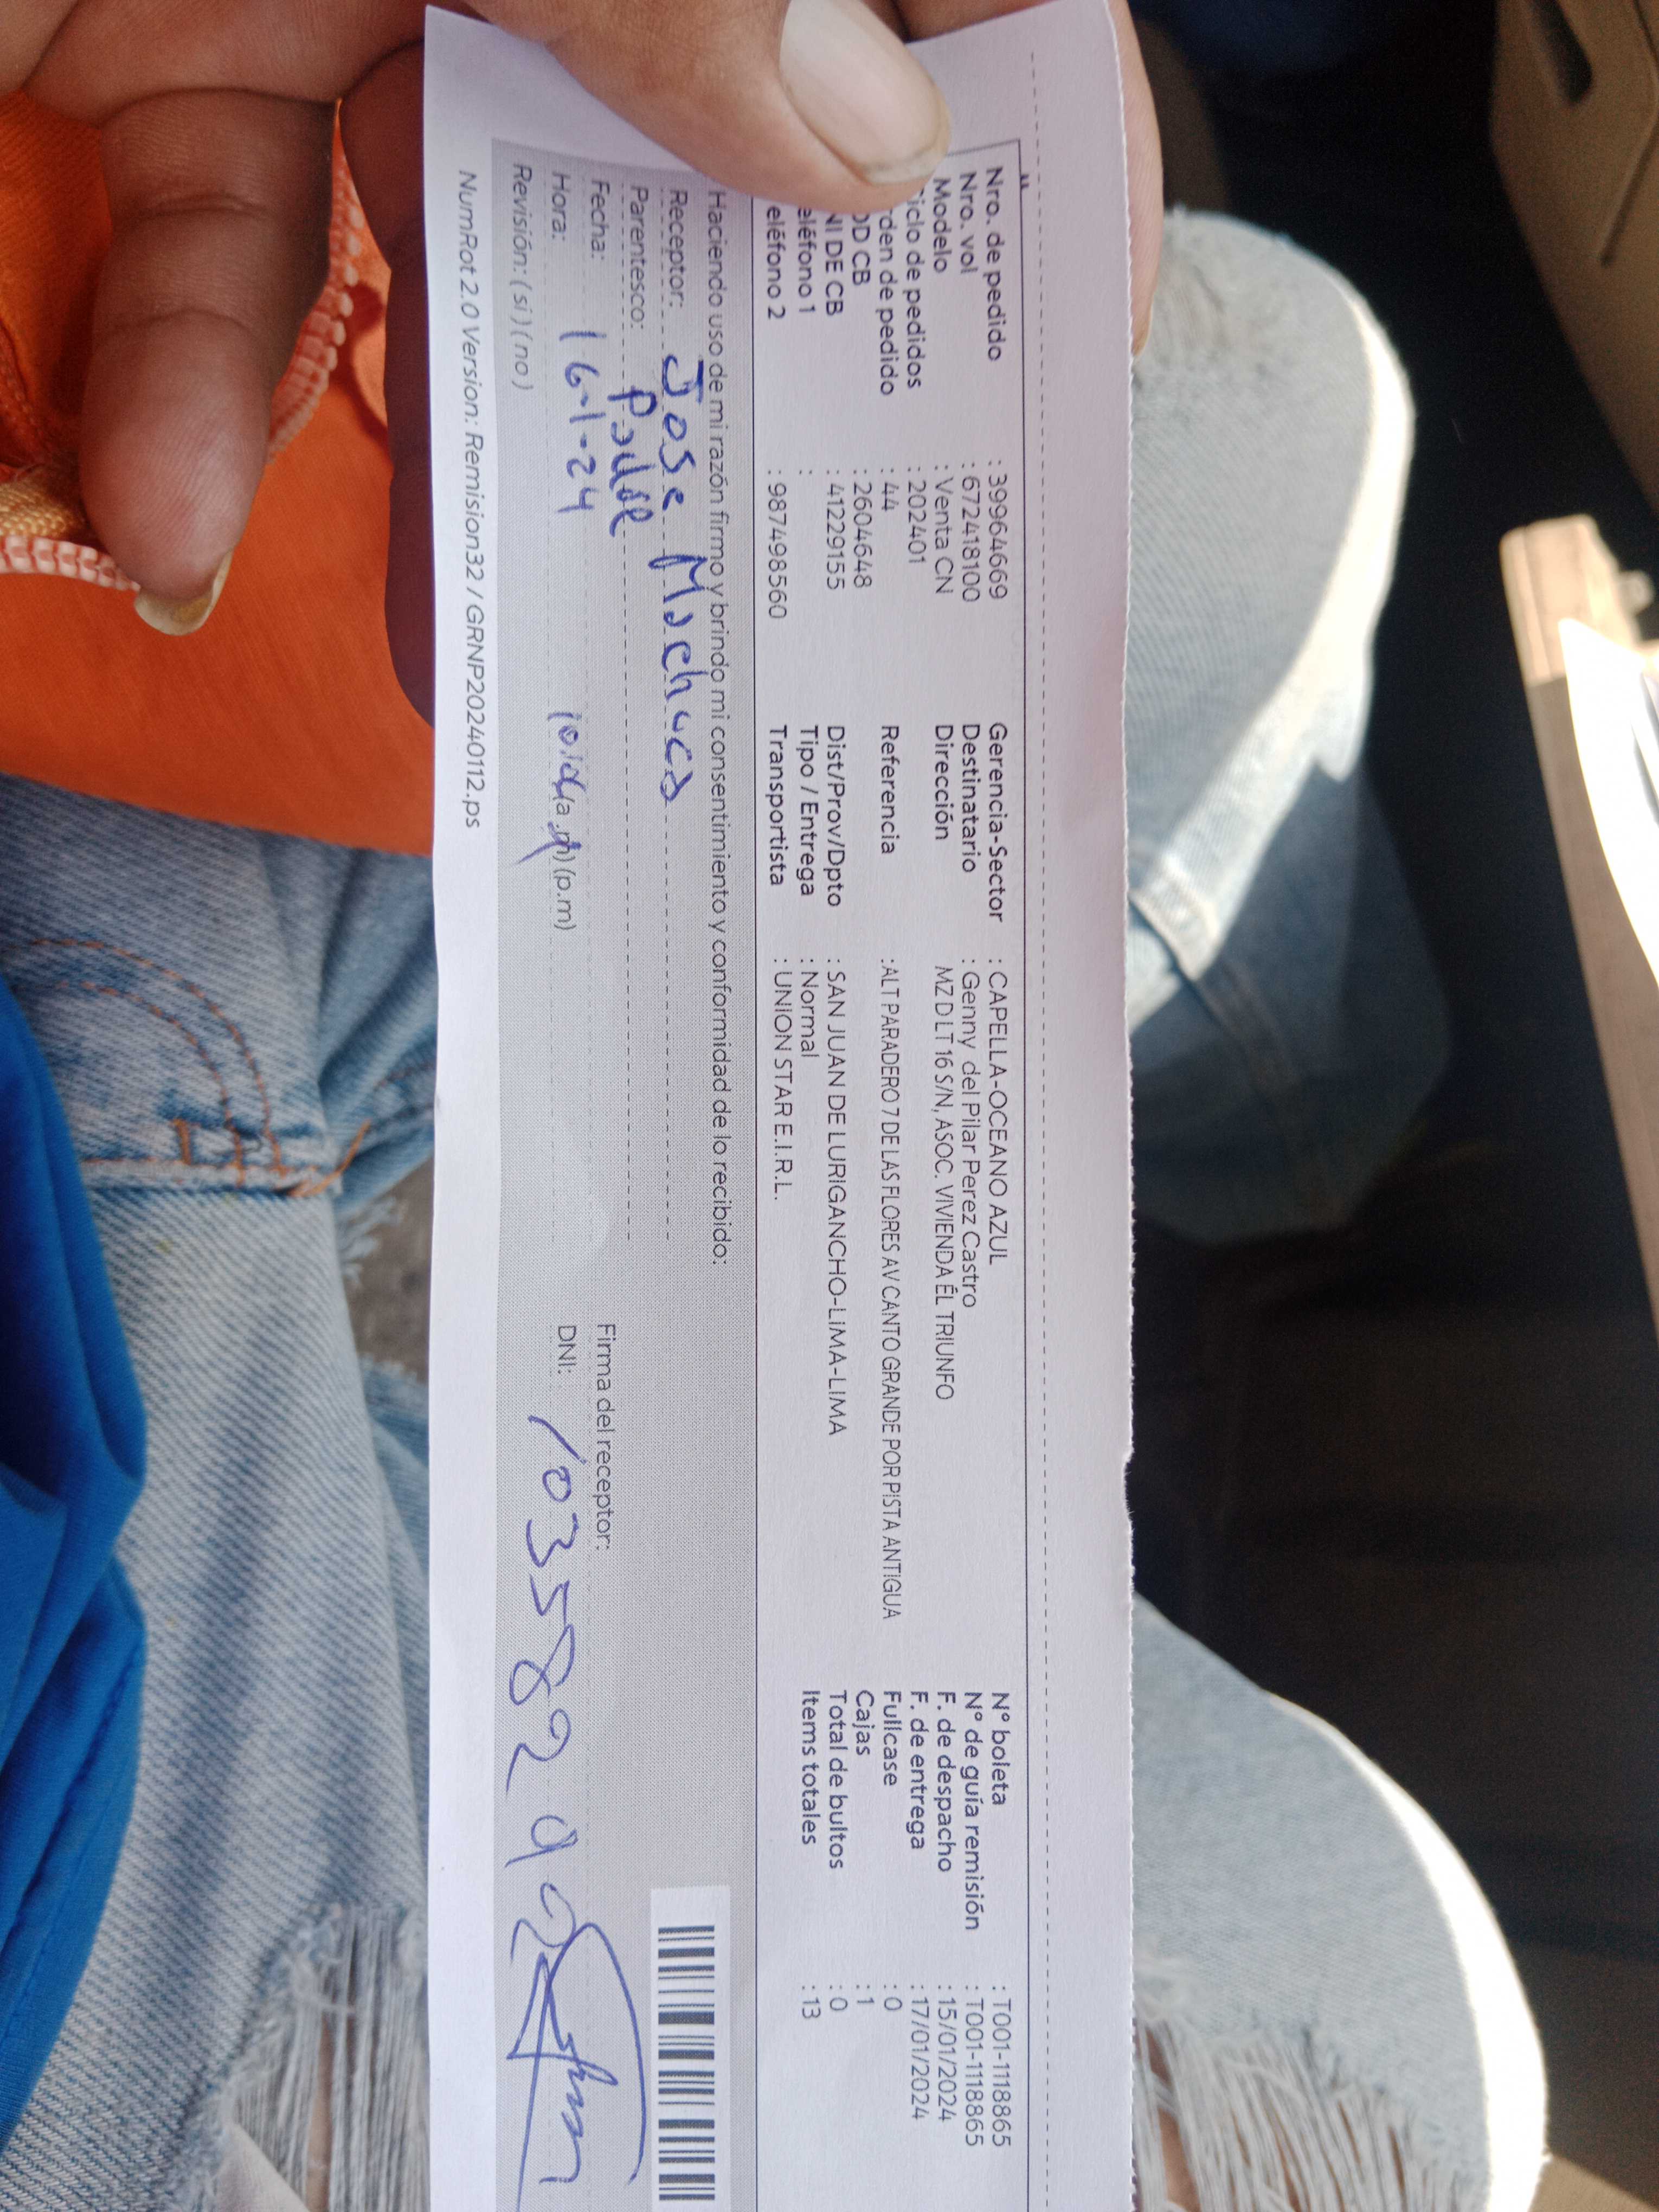 Nro. de pedido : 39964669
Nro. vol : 672418100
Modelo : Venta CN
iclo de pedidos : 202401
rden de pedido : 44
OD CB : 2604648
NI DE CB : 41229155
eléfono 1 :
eléfono 2 : 987498560
Gerencia-Sector : CAPELLA-OCEANO AZUL
Destinatario : Genny del Pilar Perez Castro
Dirección MZ D LT 16 S/N, ASOC. VIVIENDA EL TRIUNFO
Referencia :ALT PARADERO 7 DE LAS FLORES AV CANTO GRANDE POR PISTA ANTIGUA
Dist/Prov/Dpto : SAN JUAN DE LURIGANCHO-LIMA-LIMA
Tipo / Entrega : Normal
Transportista : UNION STAR E.I.R.L.
N° boleta : T001-1118865
N° de guía remisión : T001-1118865
F. de despacho : 15/01/2024
F. de entrega : 17/01/2024
Fullcase : 0
Cajas : 1
Total de bultos : 0
Items totales : 13
Haciendo uso de mi razón firmo y brindo mi consentimiento y conformidad de lo recibido:
Receptor: Jose Machuca
Parentesco: Padre
Fecha: 16-1-24
Hora: (a.m) (p.m)
Revisión: ( si ) ( no )
Firma del receptor:
DNI:
NumRot 2.0 Version: Remision32 / GRNP20240112.ps